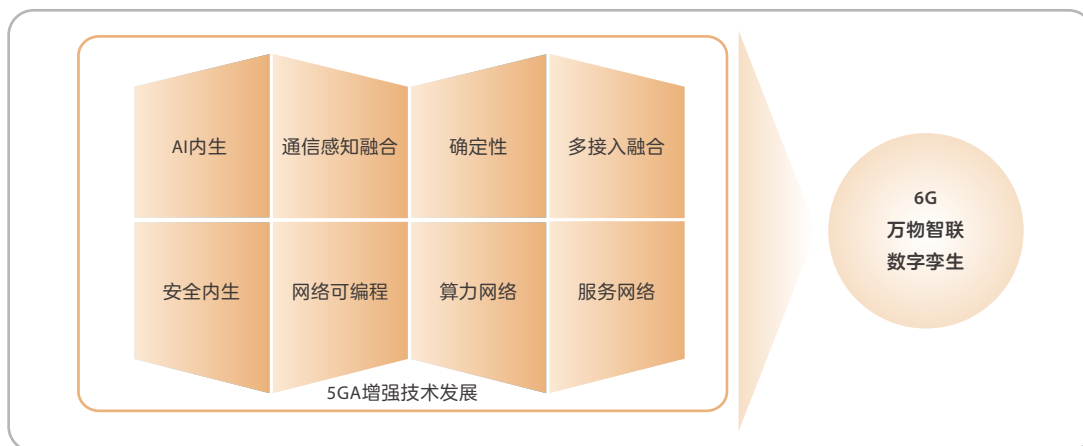 AI内生
通信感知融合
确定性
多接入融合
安全内生
网络可编程
算力网络
服务网络
5GA增强技术发展
6G
万物智联
数字孪生